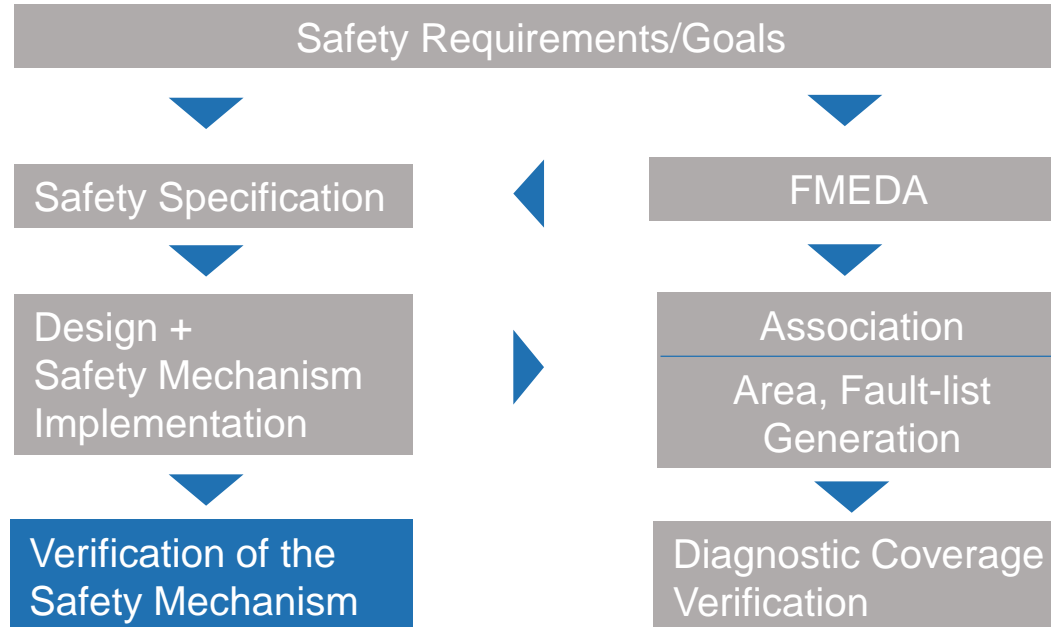 Safety Requirements/Goals
Safety Specification
FMEDA
Design +
Safety Mechanism
Implementation
Association
Area, Fault-list
Generation
Verification of the
Safety Mechanism
Diagnostic Coverage
Verification